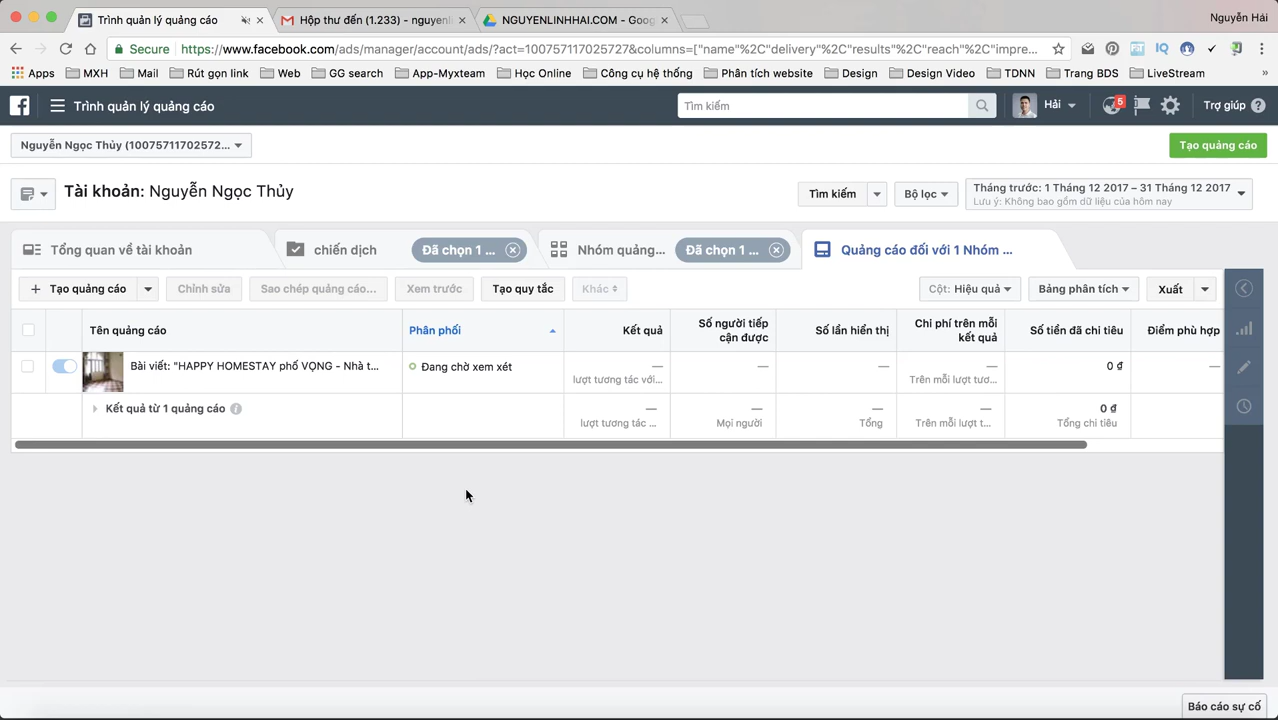 Trình quản lý quảng cáo
Hộp thư đến (1.233) - nguyenli
NGUYENLINHHAI.COM - Goog
Nguyễn Hải
Secure
https://www.facebook.com/ads/manager/account/ads/?act=100757117025727&columns=["name"%2C"delivery"%2C"results"%2C"reach"%2C"impre...
Apps
MXH
Mail
Rút gọn link
Web
GG search
App-Myxteam
Học Online
Công cụ hệ thống
Phân tích website
Design
Design Video
TDNN
Trang BDS
LiveStream
»
Trình quản lý quảng cáo
Tìm kiếm
Hải
5
Trợ giúp
Nguyễn Ngọc Thủy (10075711702572...
Tạo quảng cáo
Tài khoản: Nguyễn Ngọc Thủy
Tìm kiếm
Bộ lọc
Tháng trước: 1 Tháng 12 2017 – 31 Tháng 12 2017
Lưu ý: Không bao gồm dữ liệu của hôm nay
Tổng quan về tài khoản
chiến dịch
Đã chọn 1 ...
Nhóm quảng...
Đã chọn 1 ...
Quảng cáo đối với 1 Nhóm ...
+ Tạo quảng cáo
Chỉnh sửa
Sao chép quảng cáo...
Xem trước
Tạo quy tắc
Khác
Cột: Hiệu quả
Bảng phân tích
Xuất
Tên quảng cáo
Phân phối
Kết quả
Số người tiếp
cận được
Số lần hiển thị
Chi phí trên mỗi
kết quả
Số tiền đã chi tiêu
Điểm phù hợp
Bài viết: "HAPPY HOMESTAY phố VỌNG - Nhà t...
Đang chờ xem xét
—
lượt tương tác với...
—
—
—
Trên mỗi lượt tươ...
0 ₫
—
Kết quả từ 1 quảng cáo
—
lượt tương tác ...
—
Mọi người
—
Tổng
—
Trên mỗi lượt t...
0 ₫
Tổng chi tiêu
Báo cáo sự cố